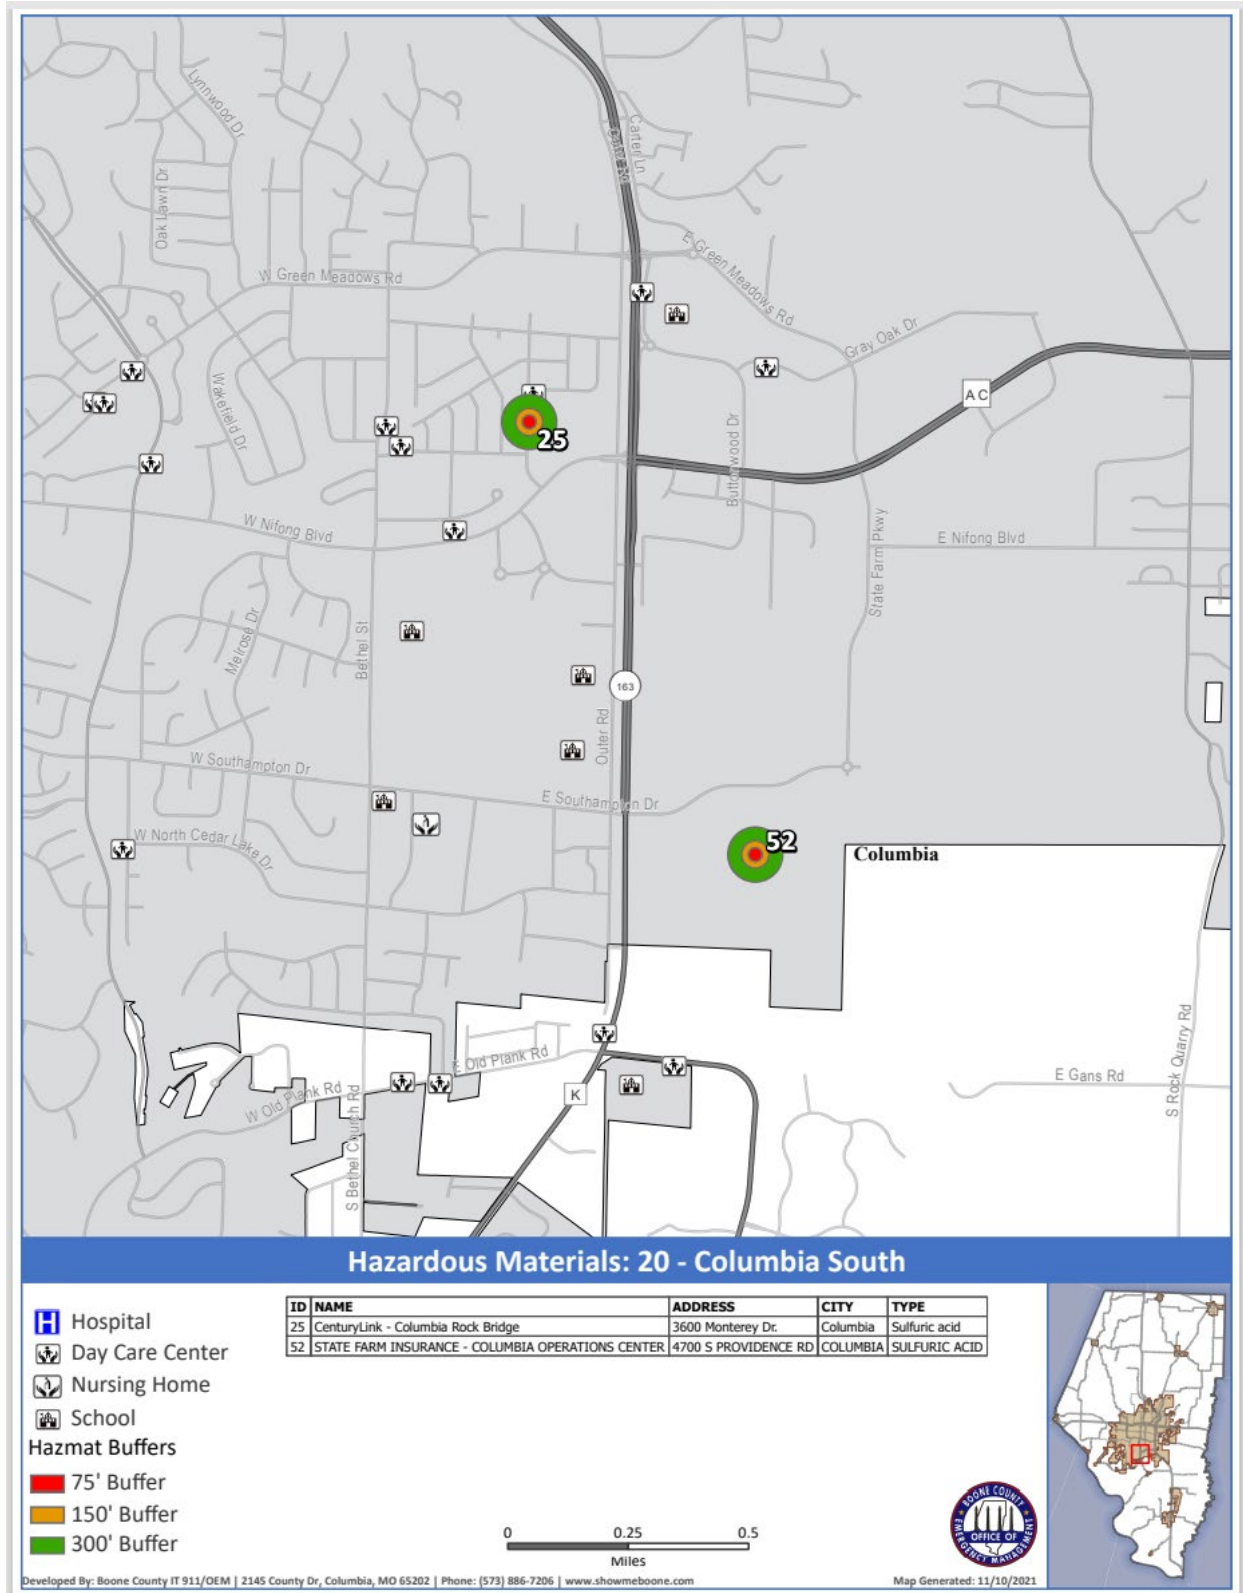 Lynnwood Dr
Carter Ln
Oak Lawn Dr
E Green Meadows Rd
W Green Meadows Rd
Gray Oak Dr
Wakefield Dr
A C
25
Buttonwood Dr
W Nifong Blvd
State Farm Pkwy
E Nifong Blvd
Melrose Dr
Bethel St
163
Outer Rd
W Southampton Dr
E Southampton Dr
W North Cedar Lake Dr
52
Columbia
E Old Plank Rd
W Old Plank Rd
K
E Gans Rd
S Rock Quarry Rd
S Bethel Church Rd
Hazardous Materials: 20 - Columbia South
Hospital
Day Care Center
Nursing Home
School
Hazmat Buffers
75' Buffer
150' Buffer
300' Buffer
ID NAME ADDRESS CITY TYPE
25 CenturyLink - Columbia Rock Bridge 3600 Monterey Dr. Columbia Sulfuric acid
52 STATE FARM INSURANCE - COLUMBIA OPERATIONS CENTER 4700 S PROVIDENCE RD COLUMBIA SULFURIC ACID
0 0.25 0.5
Miles
BOONE COUNTY
OFFICE OF
EMERGENCY MANAGEMENT
Developed By: Boone County IT 911/OEM | 2145 County Dr, Columbia, MO 65202 | Phone: (573) 886-7206 | www.showmeboone.com
Map Generated: 11/10/2021